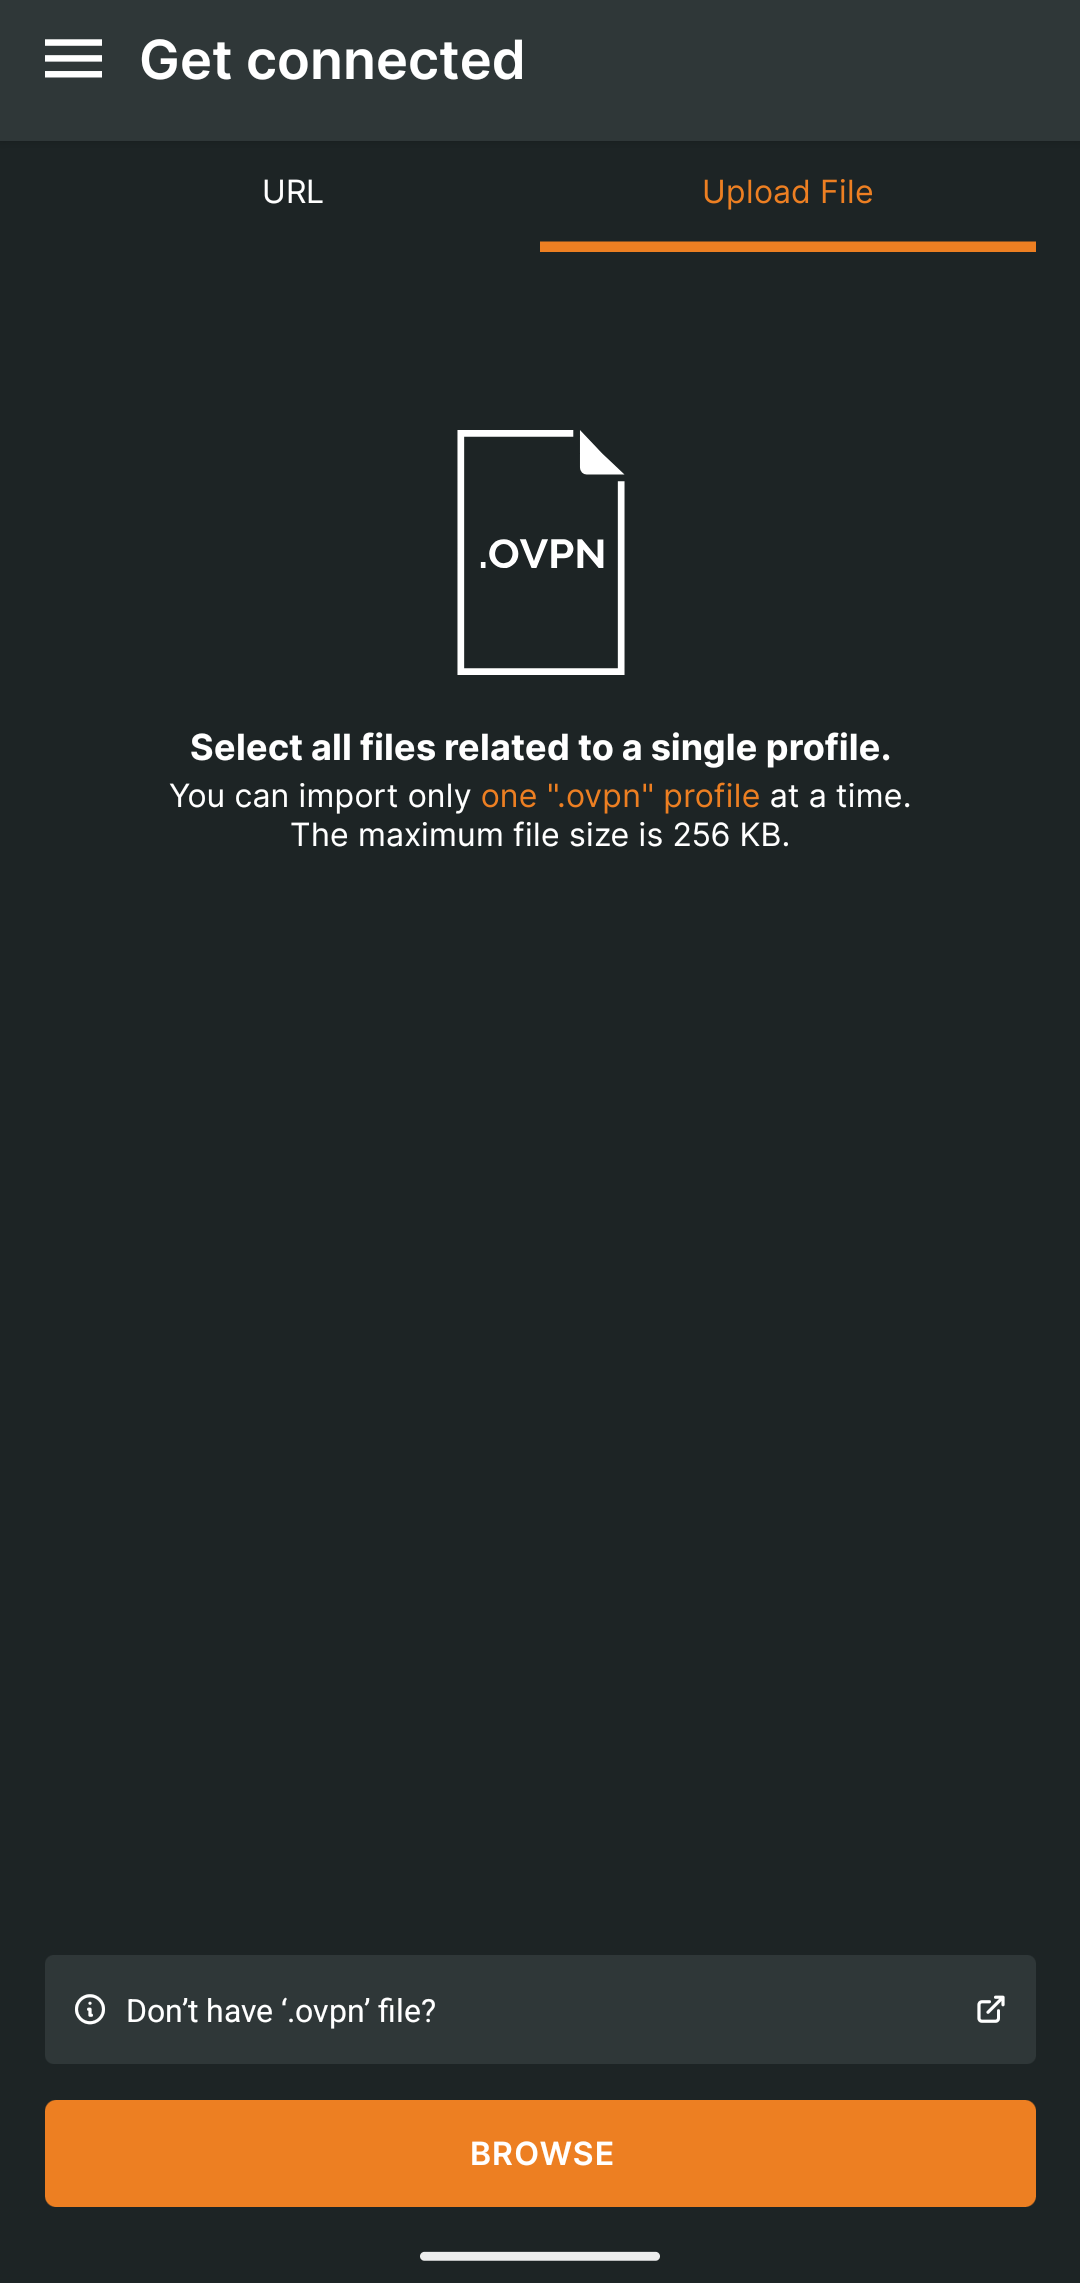 Get connected
URL
Upload File
.OVPN
Select all files related to a single profile.
You can import only one ".ovpn" profile at a time.
The maximum file size is 256 KB.
Don’t have ‘.ovpn’ file?
BROWSE